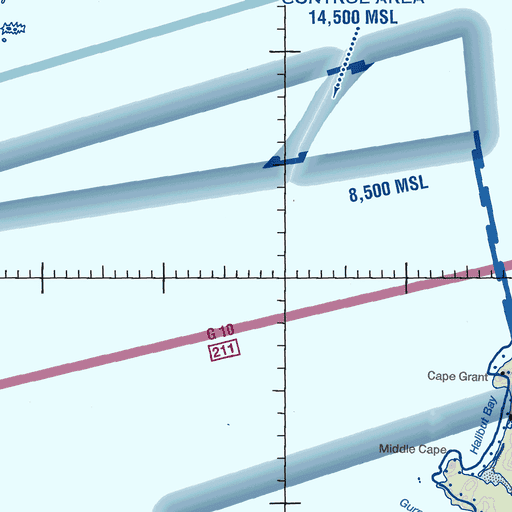 CONTROL AREA
14,500 MSL
8,500 MSL
G 10
211
Cape Grant
Halibut Bay
Middle Cape